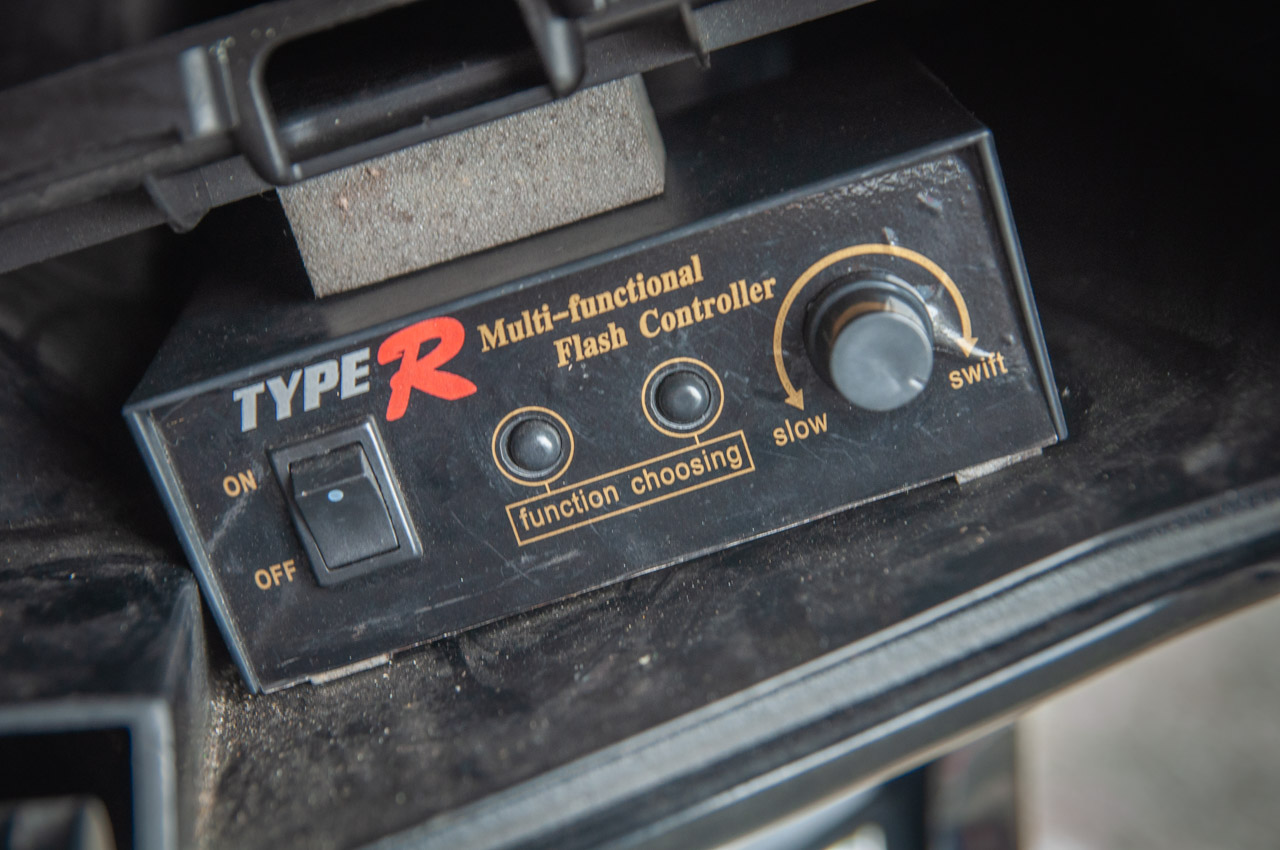 TYPE R
Multi-functional
Flash Controller
ON
OFF
function choosing
slow
swift